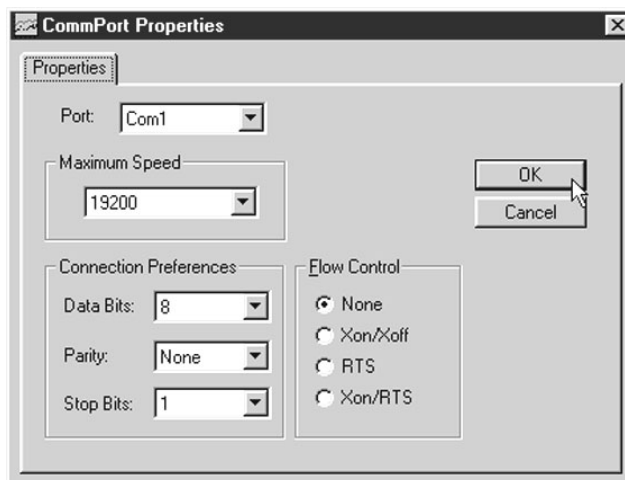 CommPort Properties
Properties
Port: Com1
Maximum Speed
19200
OK
Cancel
Connection Preferences
Data Bits: 8
Parity: None
Stop Bits: 1
Flow Control
None
Xon/Xoff
RTS
Xon/RTS